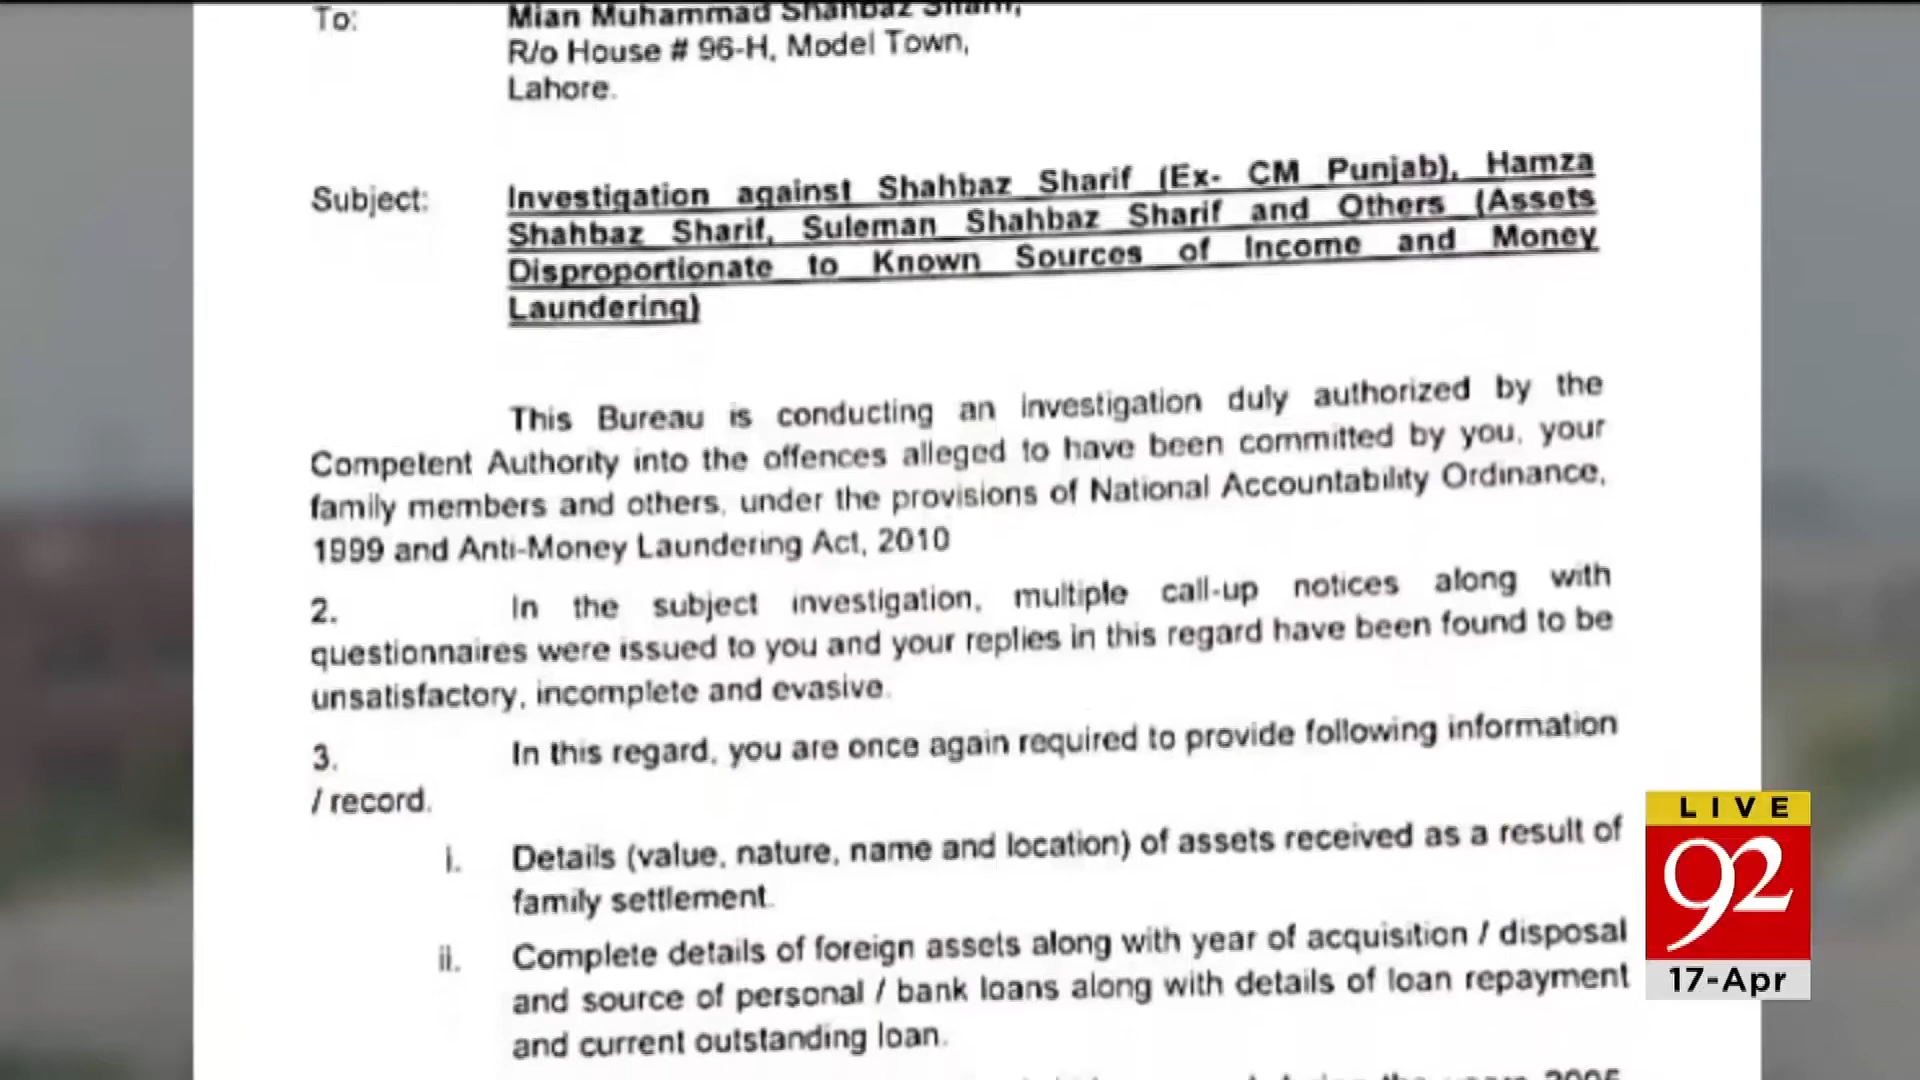 To: Mian Muhammad Shahbaz Sharif,
R/o House # 96-H, Model Town,
Lahore.
Subject: Investigation against Shahbaz Sharif (Ex- CM Punjab), Hamza
Shahbaz Sharif, Suleman Shahbaz Sharif and Others (Assets
Disproportionate to Known Sources of Income and Money
Laundering)
This Bureau is conducting an investigation duly authorized by the
Competent Authority into the offences alleged to have been committed by you, your
family members and others, under the provisions of National Accountability Ordinance,
1999 and Anti-Money Laundering Act, 2010
2. In the subject investigation, multiple call-up notices along with
questionnaires were issued to you and your replies in this regard have been found to be
unsatisfactory, incomplete and evasive.
3. In this regard, you are once again required to provide following information
/ record.
i. Details (value, nature, name and location) of assets received as a result of
family settlement.
ii. Complete details of foreign assets along with year of acquisition / disposal
and source of personal / bank loans along with details of loan repayment
and current outstanding loan.
LIVE
92
17-Apr